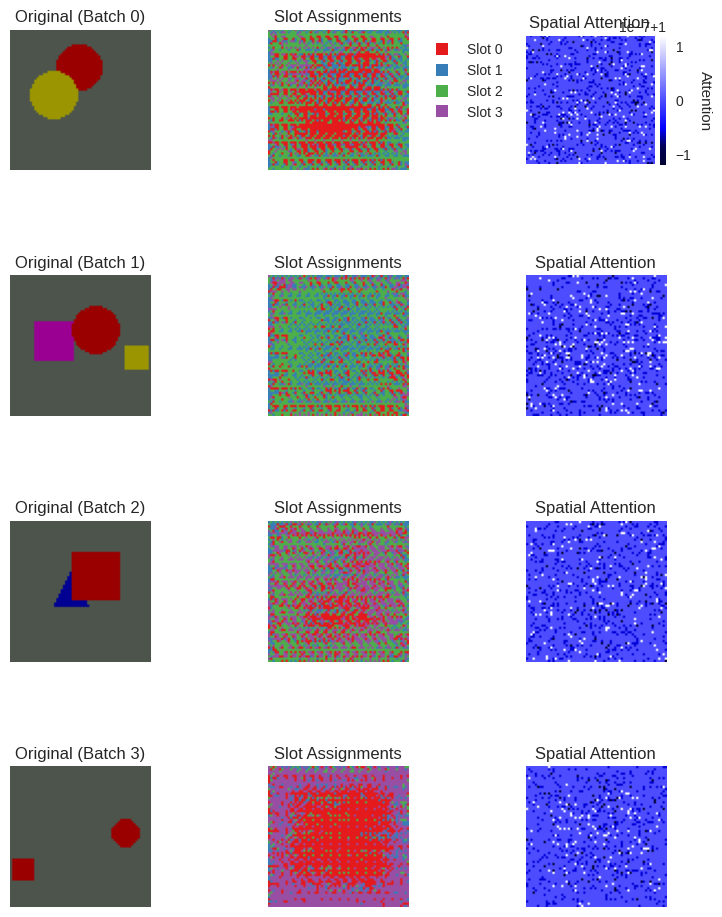 Original (Batch 0)
Slot Assignments
Slot 0
Slot 1
Slot 2
Slot 3
Spatial Attention
1e−7+1
1
0
−1
Attention
Original (Batch 1)
Slot Assignments
Spatial Attention
Original (Batch 2)
Slot Assignments
Spatial Attention
Original (Batch 3)
Slot Assignments
Spatial Attention